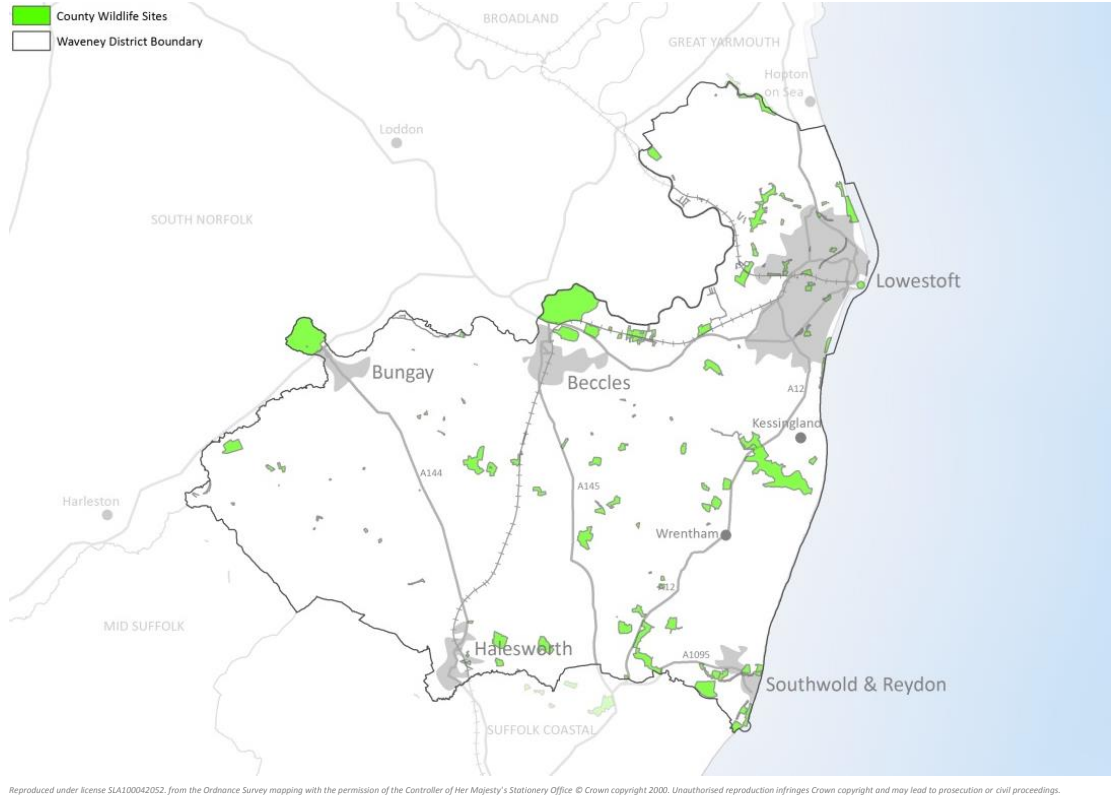 County Wildlife Sites
Waveney District Boundary
BROADLAND
GREAT YARMOUTH
Hopton
on Sea
Loddon
SOUTH NORFOLK
Lowestoft
Bungay
Beccles
A12
Kessingland
A144
A145
Harleston
Wrentham
A12
MID SUFFOLK
Halesworth
A1095
Southwold & Reydon
SUFFOLK COASTAL
Reproduced under license SLA100042052. from the Ordnance Survey mapping with the permission of the Controller of Her Majesty's Stationery Office © Crown copyright 2000. Unauthorised reproduction infringes Crown copyright and may lead to prosecution or civil proceedings.